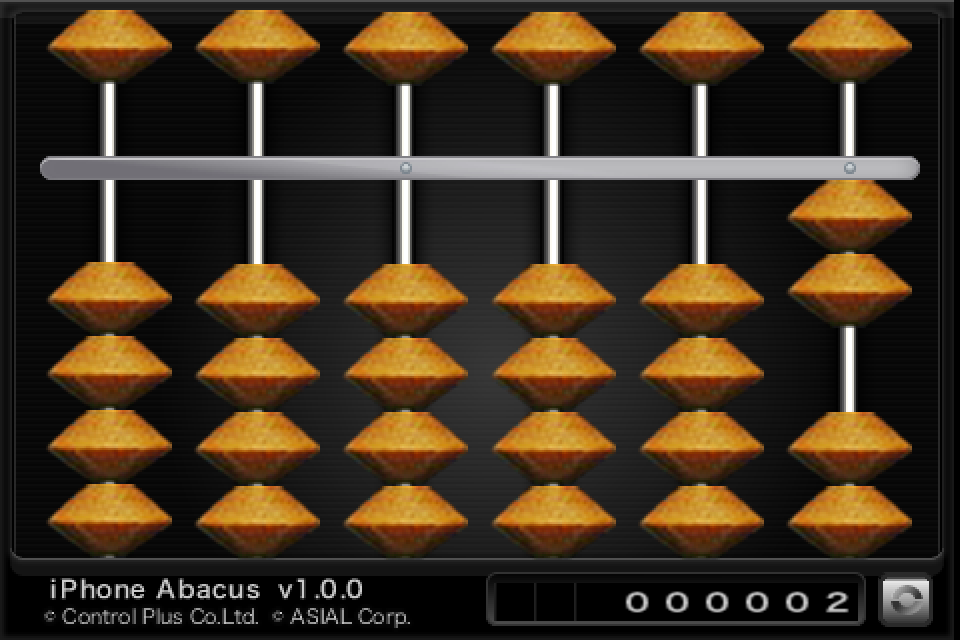 iPhone Abacus v1.0.0
© Control Plus Co.Ltd. © ASIAL Corp.
000002